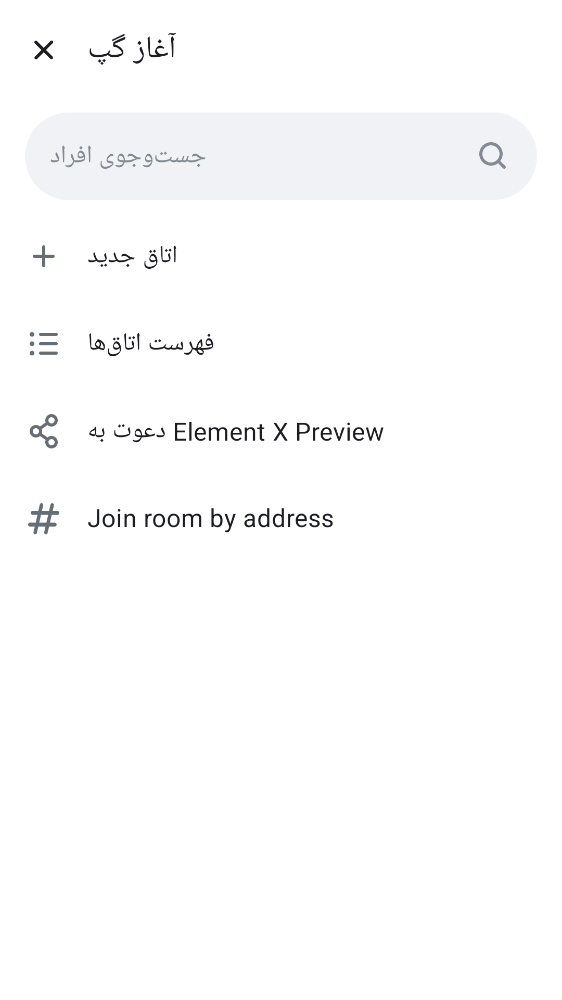 آغاز گپ
جست‌وجوی افراد
اتاق جدید
فهرست اتاق‌ها
دعوت به Element X Preview
Join room by address